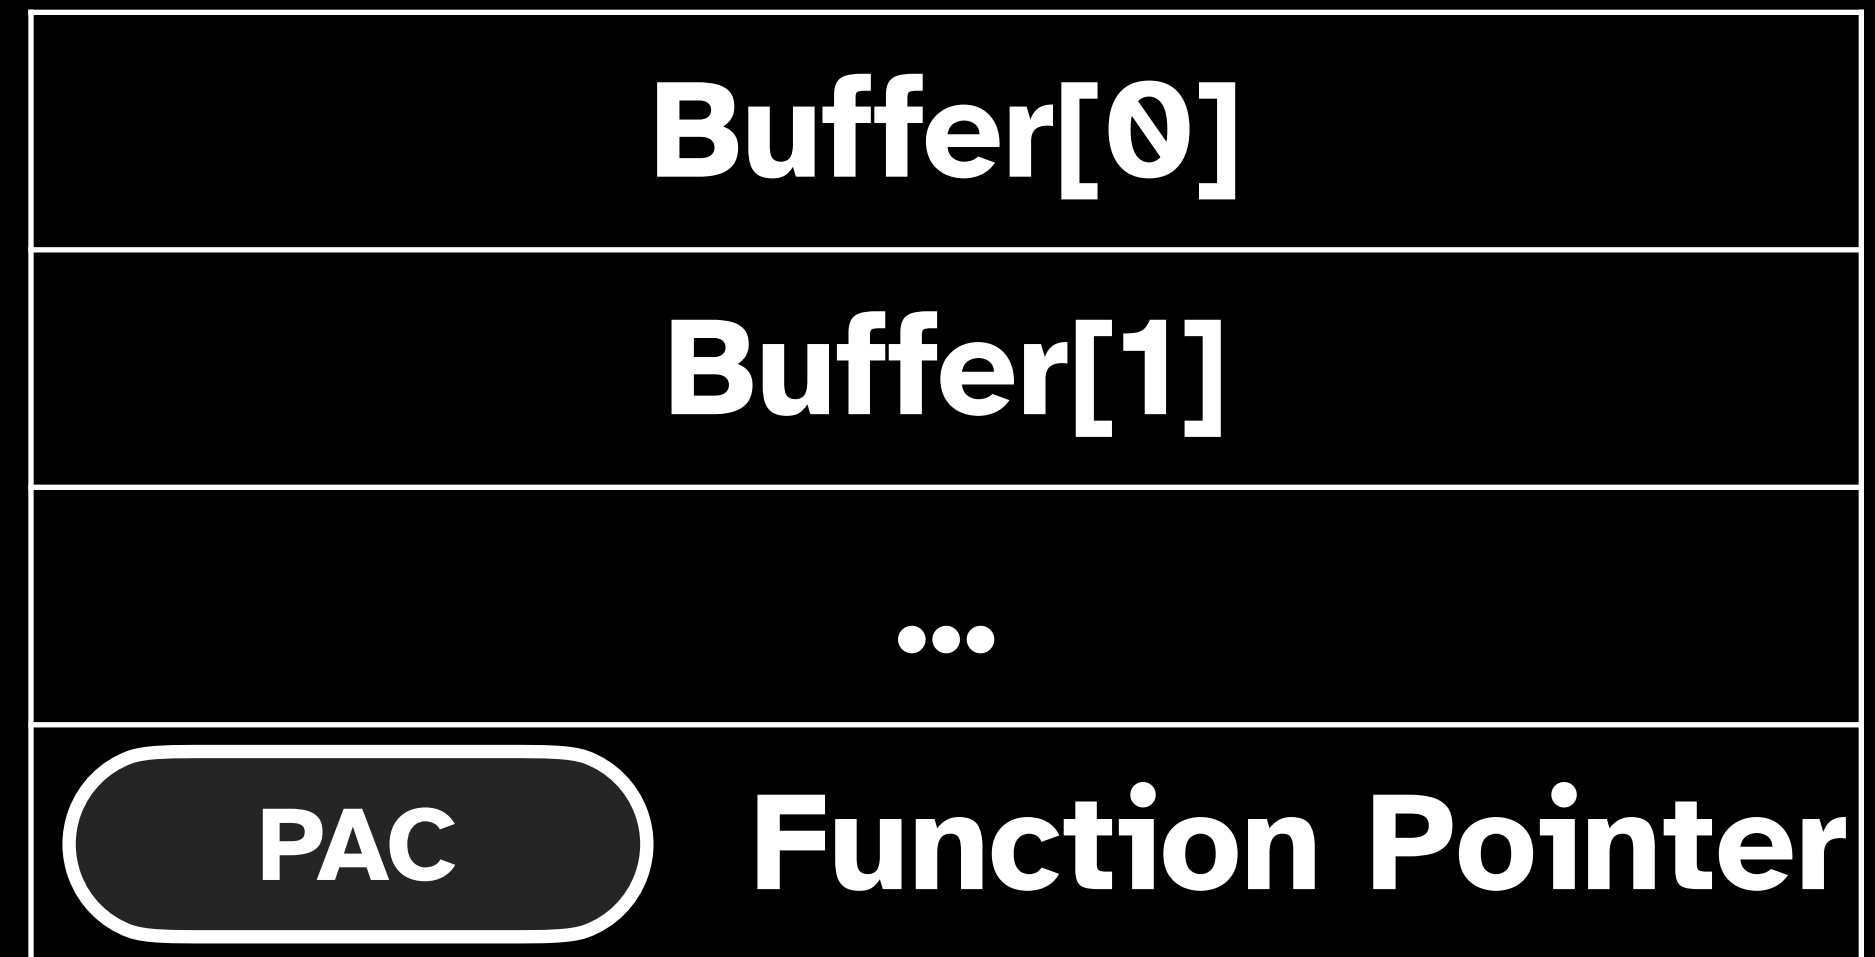 Buffer[0]
Buffer[1]
...
PAC Function Pointer